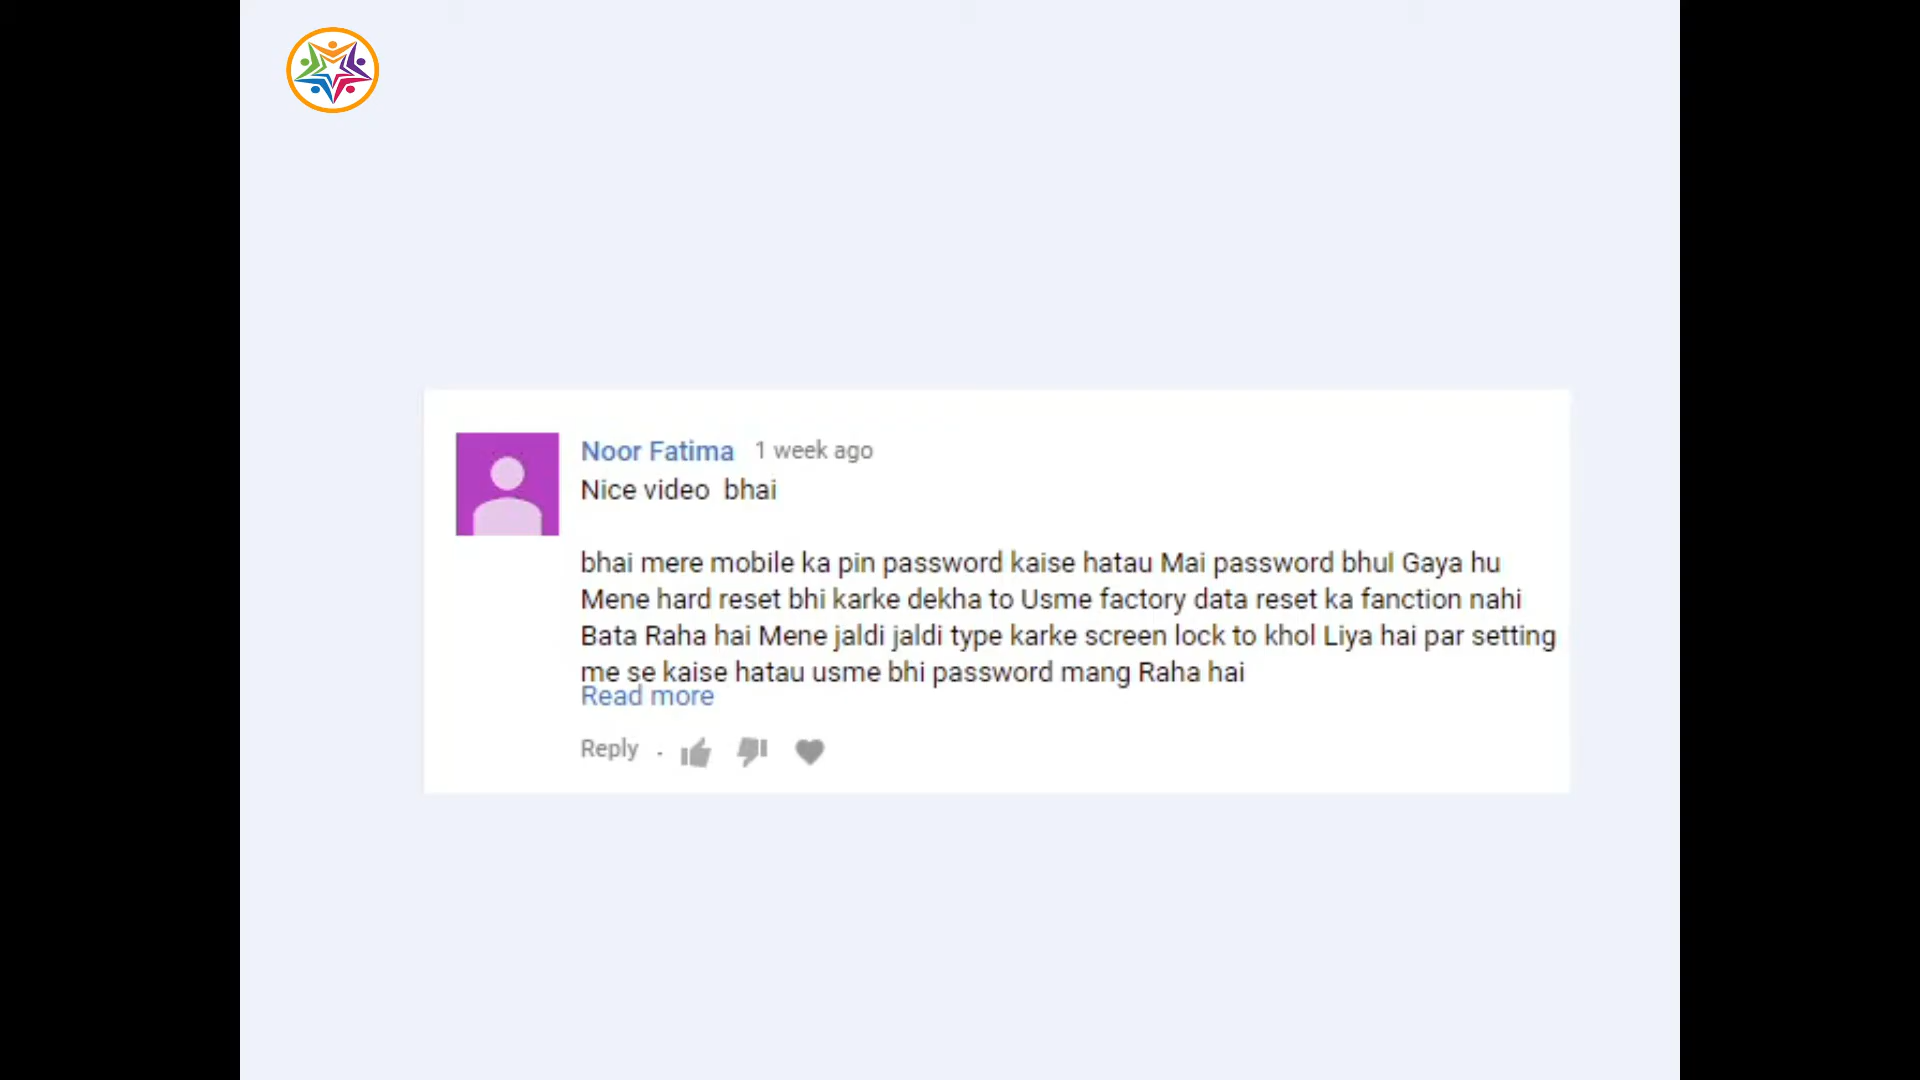 Noor Fatima 1 week ago
Nice video bhai
bhai mere mobile ka pin password kaise hatau Mai password bhul Gaya hu
Mene hard reset bhi karke dekha to Usme factory data reset ka fanction nahi
Bata Raha hai Mene jaldi jaldi type karke screen lock to khol Liya hai par setting
me se kaise hatau usme bhi password mang Raha hai
Read more
Reply